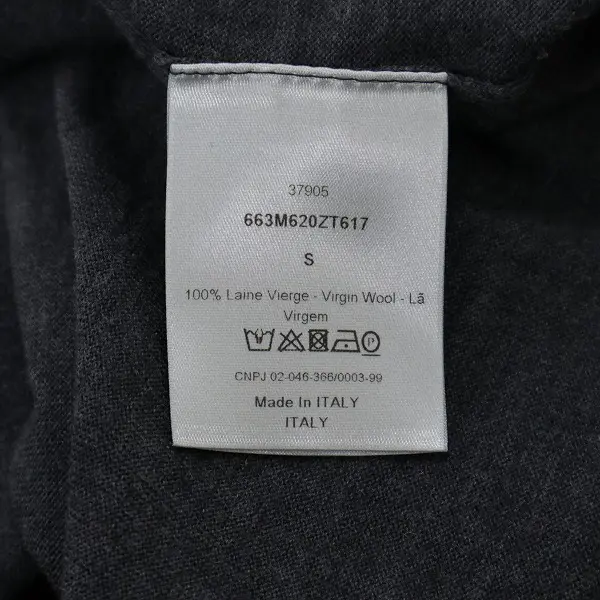 37905
663M620ZT617
S
100% Laine Vierge - Virgin Wool - Lã
Virgem
P
CNPJ 02-046-366/0003-99
Made In ITALY
ITALY